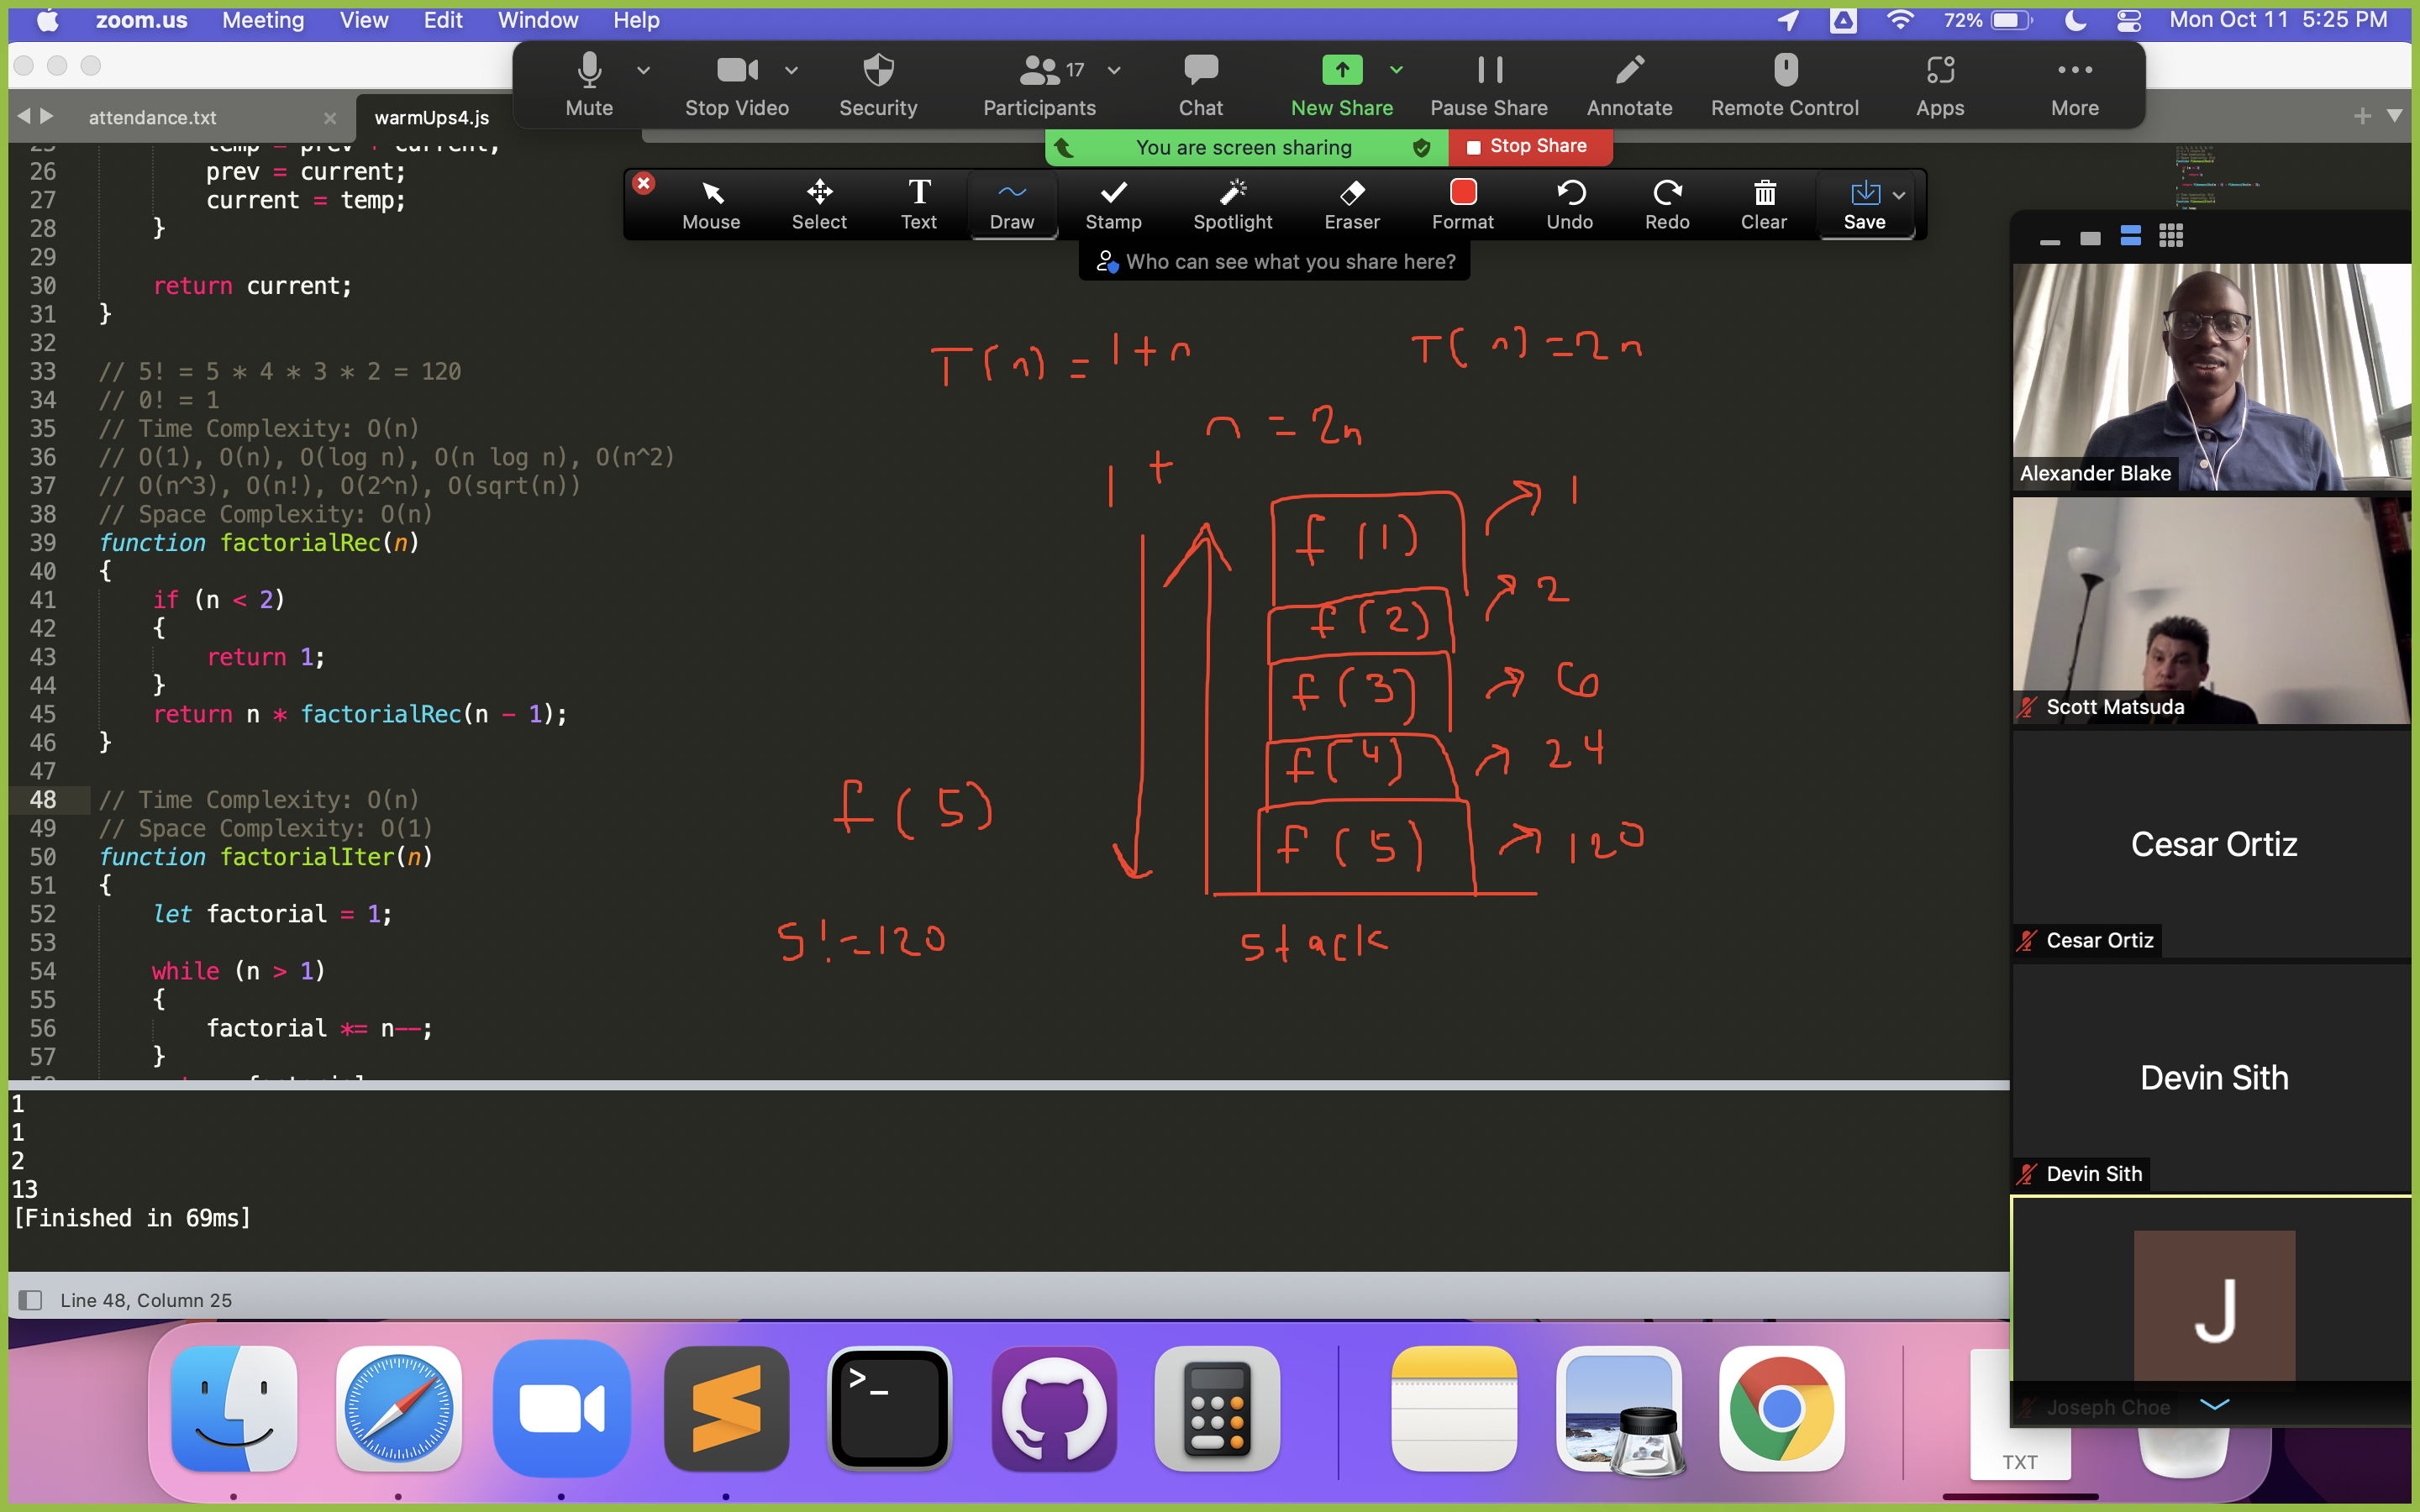 zoom.us Meeting View Edit Window Help 72% Mon Oct 11 5:25 PM
Mute Stop Video Security 17 Participants Chat New Share Pause Share Annotate Remote Control Apps More
attendance.txt warmUps4.js
You are screen sharing Stop Share
Mouse Select Text Draw Stamp Spotlight Eraser Format Undo Redo Clear Save
Who can see what you share here?
25 temp = prev + current;
26 prev = current;
27 current = temp;
28 }
29
30 return current;
31 }
32
33 // 5! = 5 * 4 * 3 * 2 = 120
34 // 0! = 1
35 // Time Complexity: O(n)
36 // O(1), O(n), O(log n), O(n log n), O(n^2)
37 // O(n^3), O(n!), O(2^n), O(sqrt(n))
38 // Space Complexity: O(n)
39 function factorialRec(n)
40 {
41 if (n < 2)
42 {
43 return 1;
44 }
45 return n * factorialRec(n - 1);
46 }
47
48 // Time Complexity: O(n)
49 // Space Complexity: O(1)
50 function factorialIter(n)
51 {
52 let factorial = 1;
53
54 while (n > 1)
55 {
56 factorial *= n--;
57 }
T(n) = 1 + n
T(n) = 2n
1 + n = 2n
f(1) 1
f(2) 2
f(3) 6
f(4) 24
f(5) 120
f(5)
5! = 120
stack
1
1
2
13
[Finished in 69ms]
Line 48, Column 25
Alexander Blake
Scott Matsuda
Cesar Ortiz
Cesar Ortiz
Devin Sith
Devin Sith
J
Joseph Choe
>_
TXT